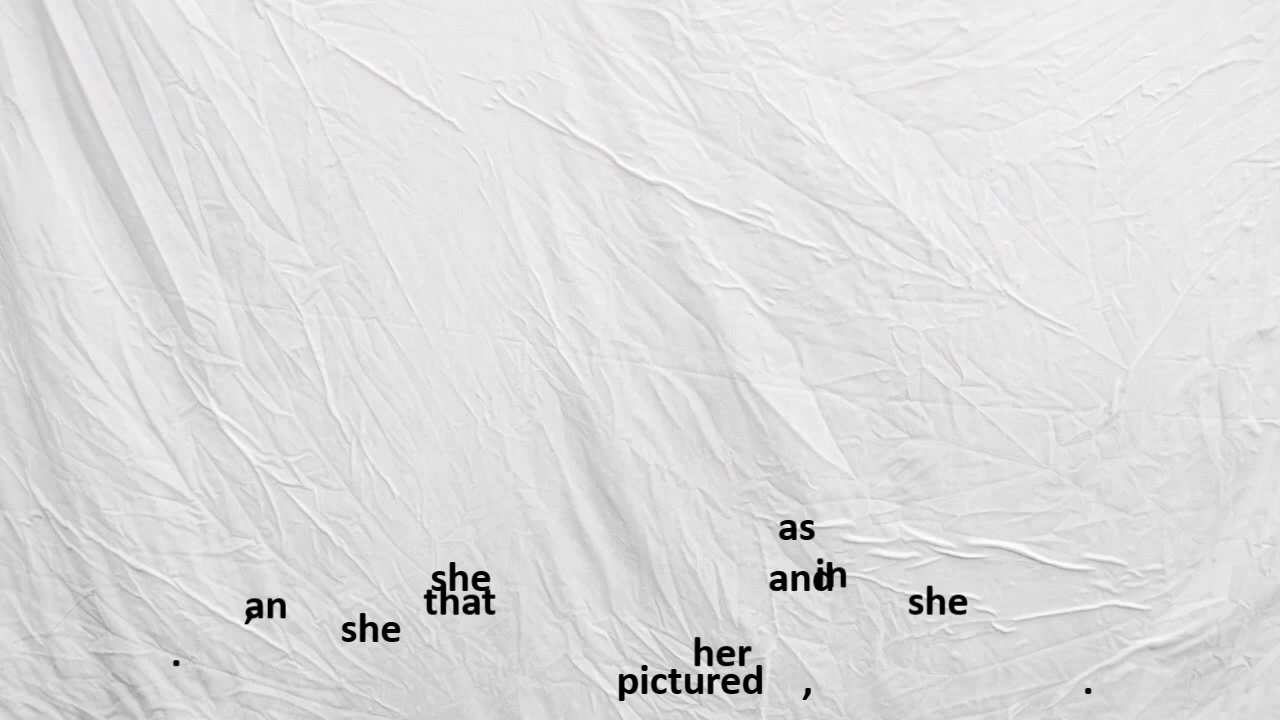 as
she and in
, an that she
she
. her
pictured , .